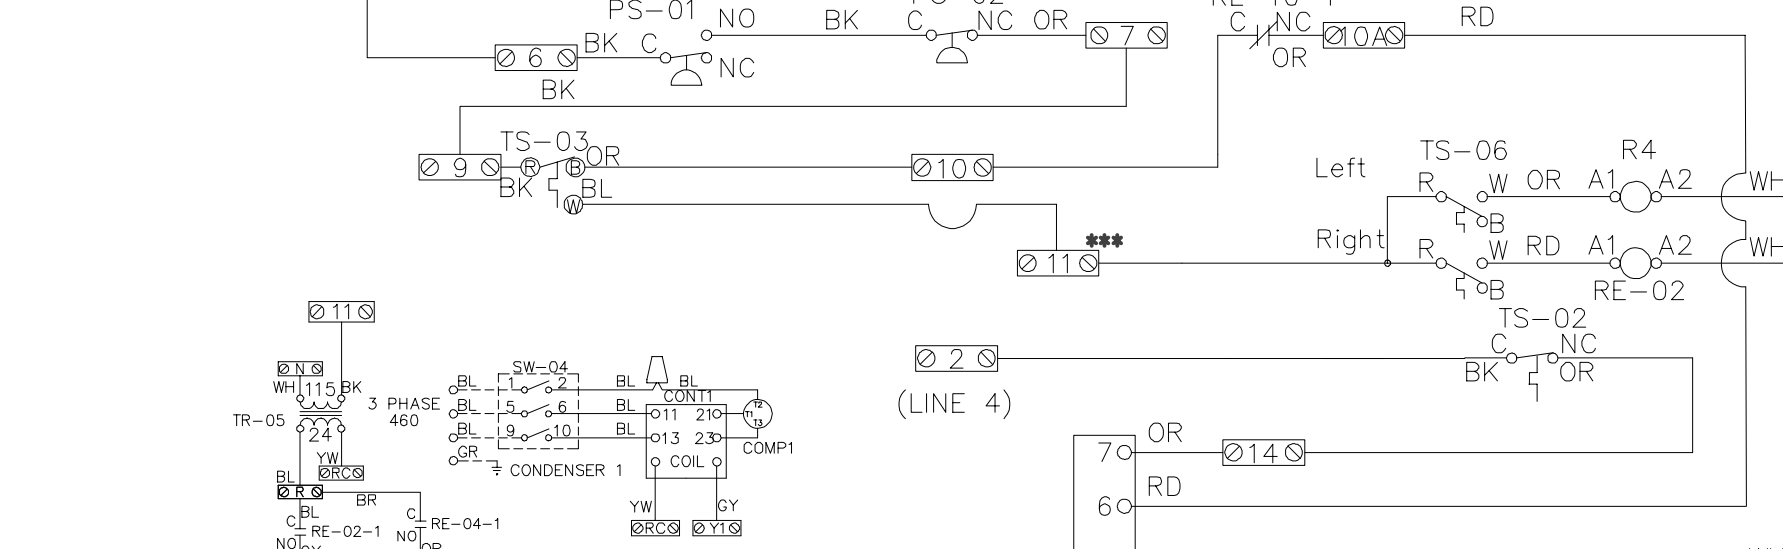 PS-01
NO
BK
C
NC
OR
7
C
NC
10A
RD
6
BK
C
NC
OR
BK
TS-03
OR
9
R
B
10
BK
BL
W
Left
TS-06
R4
R
W
OR
A1
A2
WH
B
***
11
Right
R
W
RD
A1
A2
WH
B
RE-02
11
TS-02
C
NC
2
BK
OR
(LINE 4)
N
WH
115
BK
TR-05
24
YW
RC
BL
R
BR
BL
C
RE-02-1
NO
C
RE-04-1
NO
OR
3 PHASE
460
SW-04
BL
1
2
BL
BL
CONT1
BL
5
6
BL
11
21
T2
T1
T3
BL
9
10
BL
13
23
COMP1
GR
CONDENSER 1
COIL
YW
GY
RC
Y1
OR
7
14
RD
6